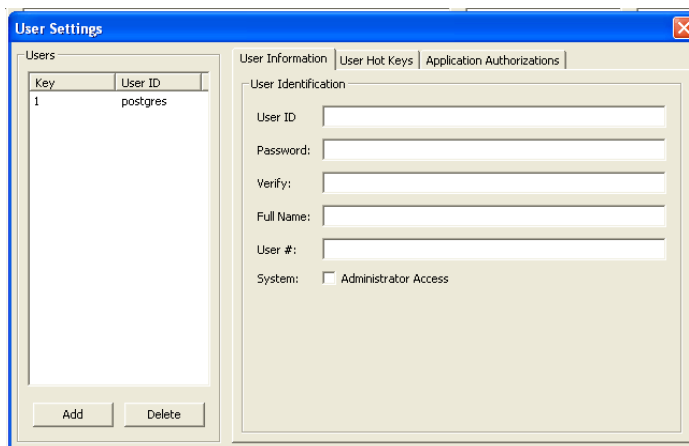 User Settings
Users
Key User ID
1 postgres
Add Delete
User Information User Hot Keys Application Authorizations
User Identification
User ID
Password:
Verify:
Full Name:
User #:
System: Administrator Access